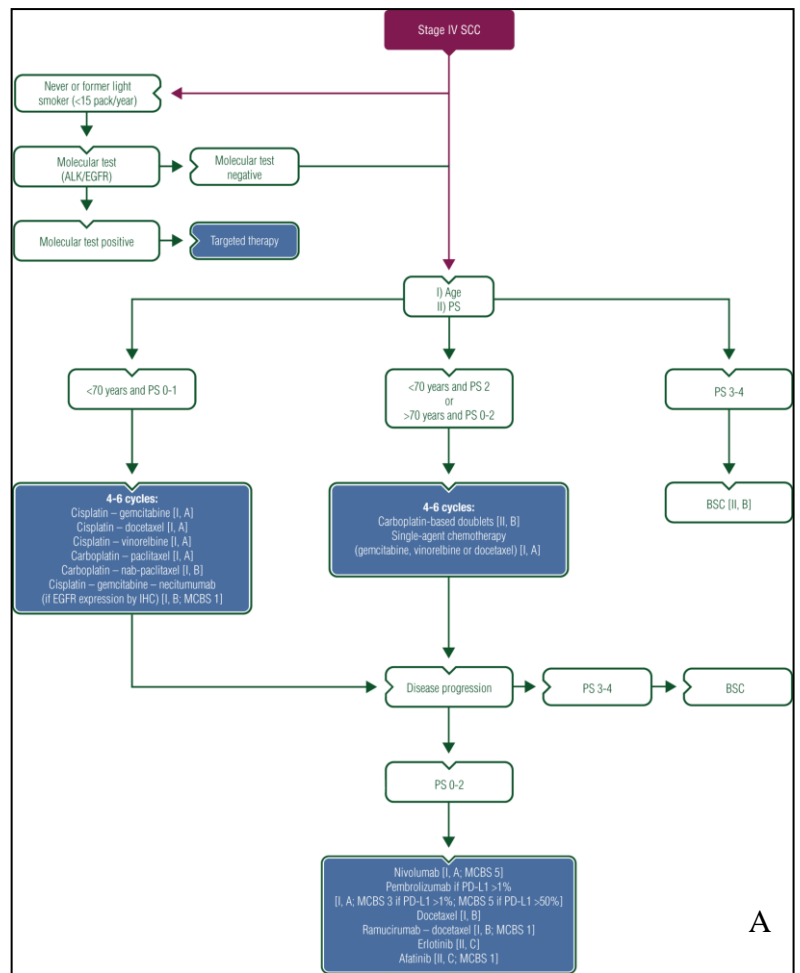 Stage IV SCC
Never or former light
smoker (<15 pack/year)
Molecular test
(ALK/EGFR)
Molecular test
negative
Molecular test positive
Targeted therapy
I) Age
II) PS
<70 years and PS 0-1
<70 years and PS 2
or
>70 years and PS 0-2
PS 3-4
4-6 cycles:
Cisplatin – gemcitabine [I, A]
Cisplatin – docetaxel [I, A]
Cisplatin – vinorelbine [I, A]
Carboplatin – paclitaxel [I, A]
Carboplatin – nab-paclitaxel [I, B]
Cisplatin – gemcitabine – necitumumab
(if EGFR expression by IHC) [I, B; MCBS 1]
4-6 cycles:
Carboplatin-based doublets [II, B]
Single-agent chemotherapy
(gemcitabine, vinorelbine or docetaxel) [I, A]
BSC [II, B]
Disease progression
PS 3-4
BSC
PS 0-2
Nivolumab [I, A; MCBS 5]
Pembrolizumab if PD-L1 >1%
[I, A; MCBS 3 if PD-L1 >1%; MCBS 5 if PD-L1 >50%]
Docetaxel [I, B]
Ramucirumab – docetaxel [I, B; MCBS 1]
Erlotinib [II, C]
Afatinib [II, C; MCBS 1]
A